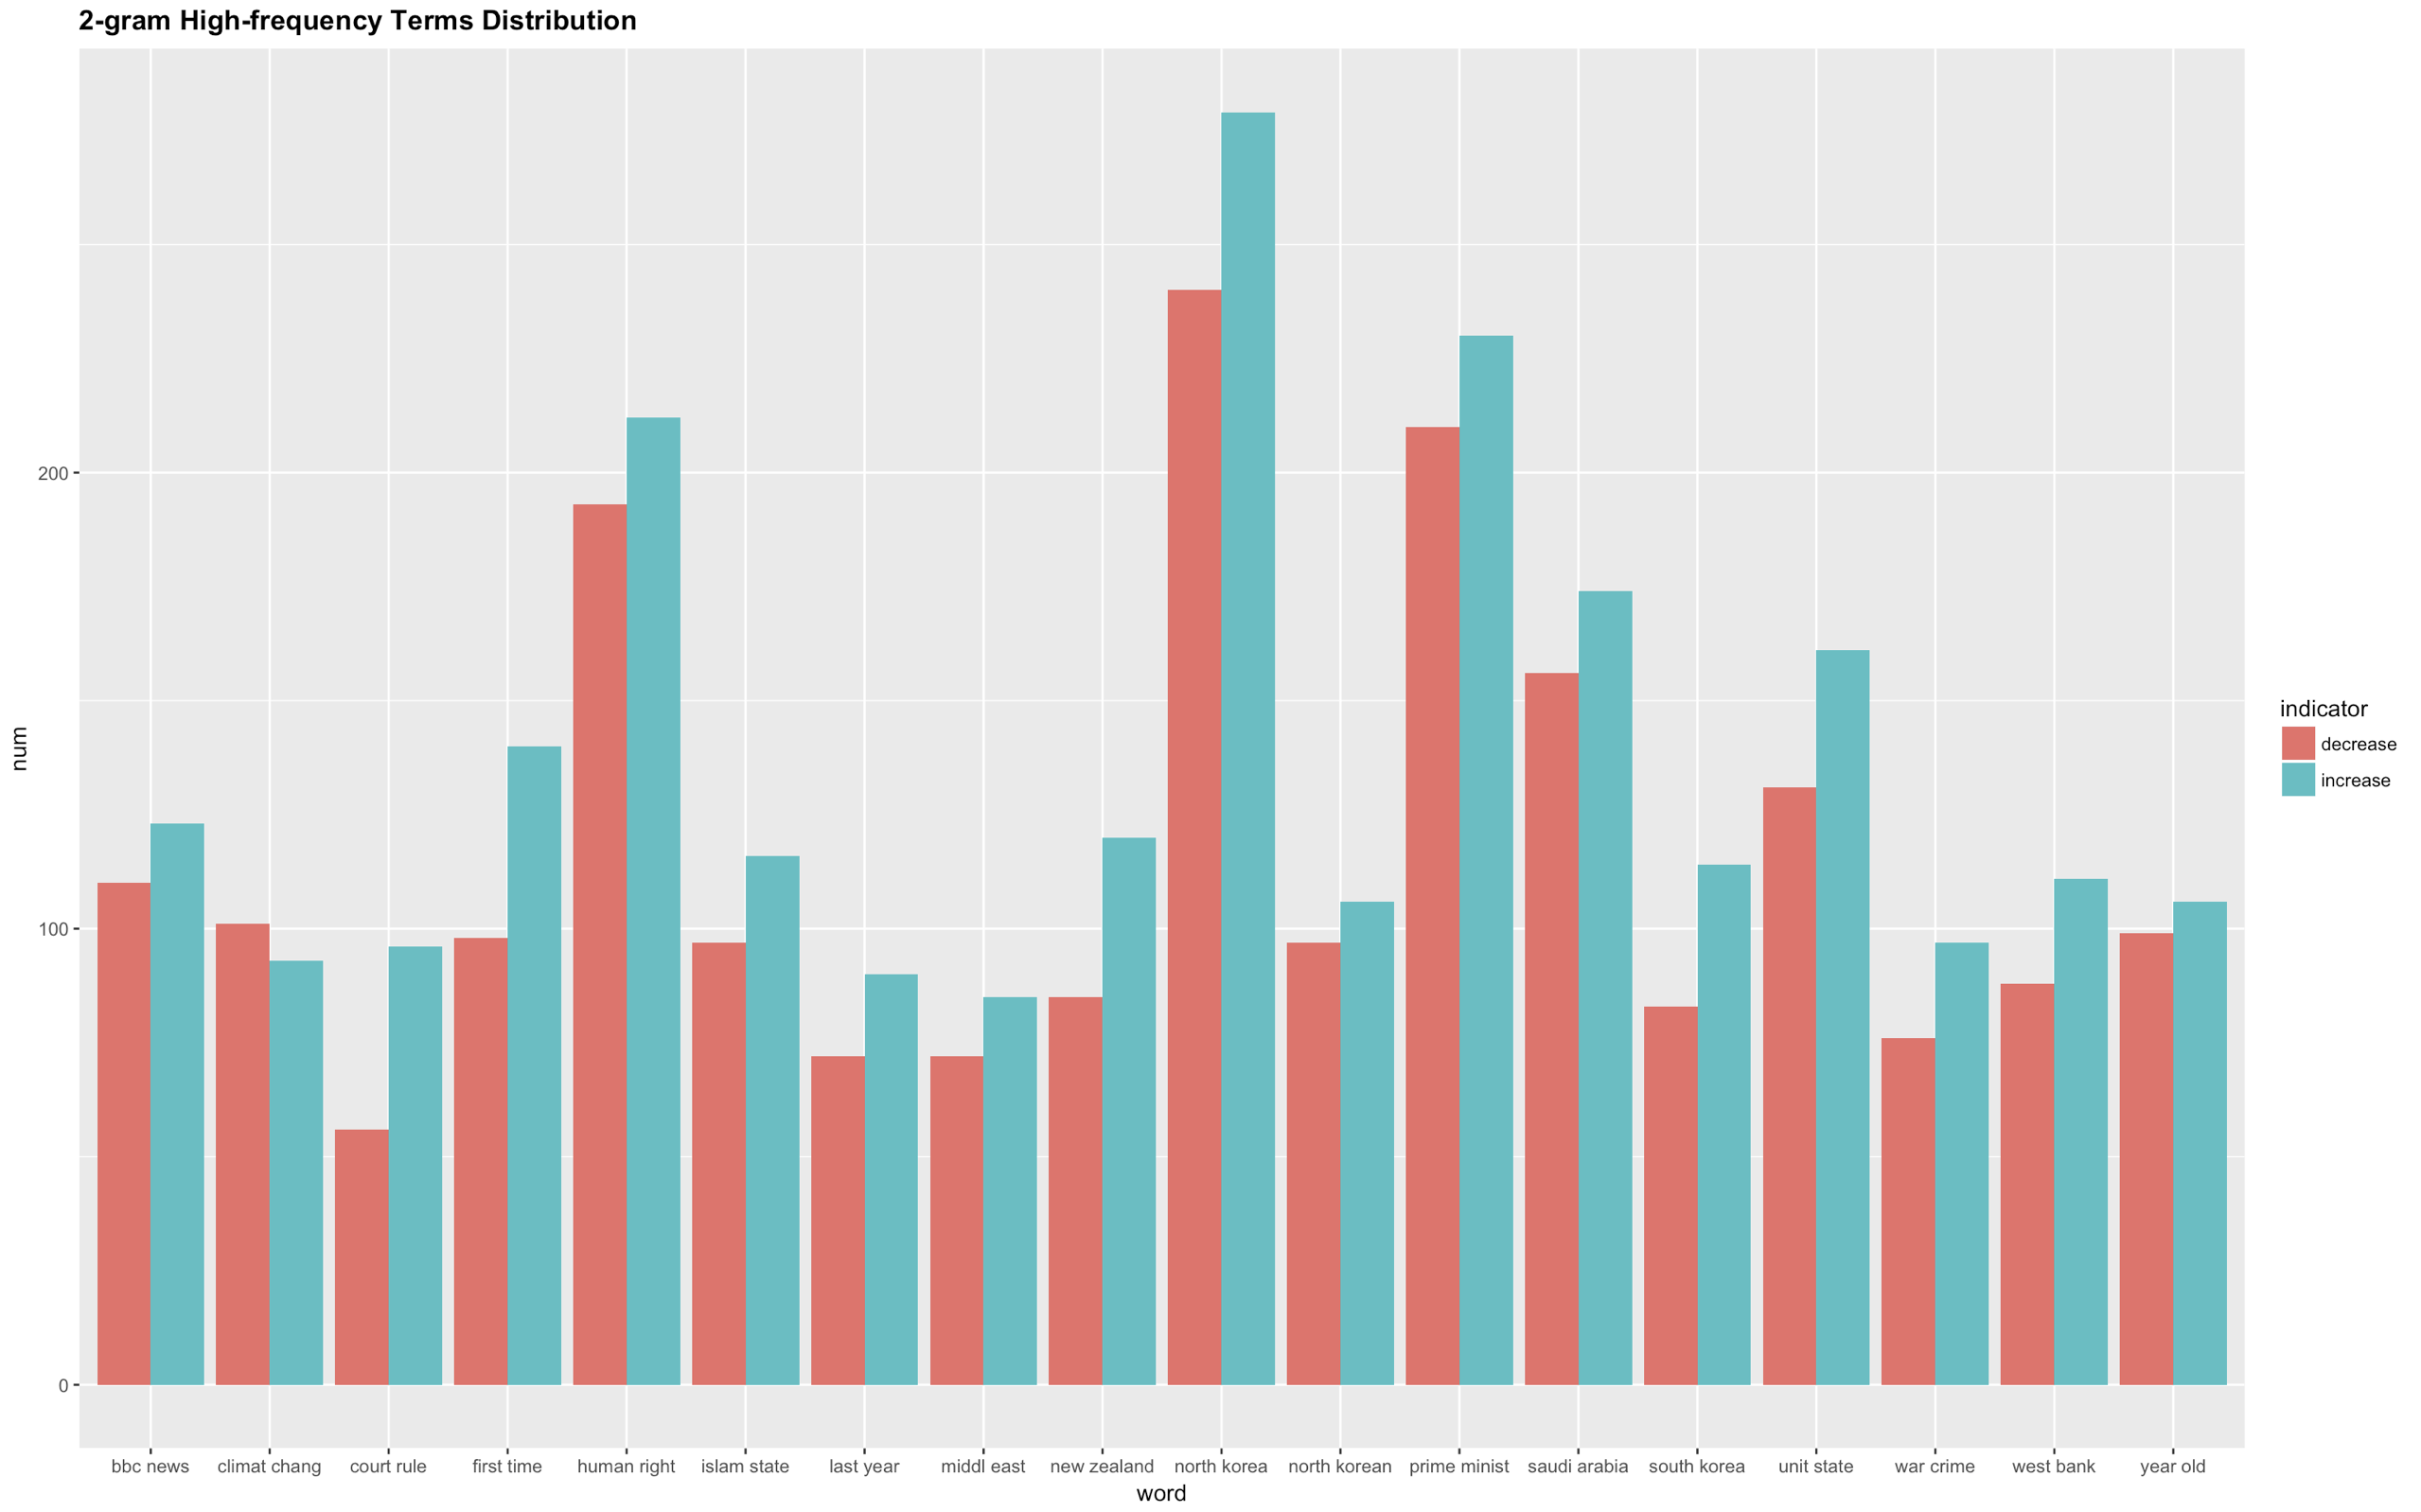 2-gram High-frequency Terms Distribution
num
200
100
0
bbc news climat chang court rule first time human right islam state last year middl east new zealand north korea north korean prime minist saudi arabia south korea unit state war crime west bank year old
word
indicator
decrease
increase